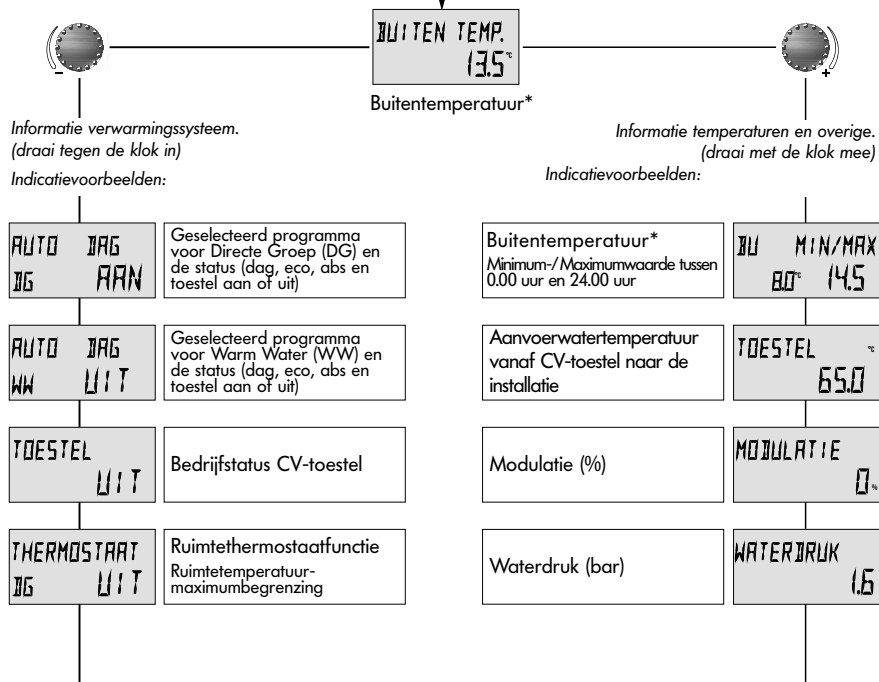 BUITEN TEMP.
13.5 °C
-
+
Buitentemperatuur*
Informatie verwarmingssysteem.
(draai tegen de klok in)
Indicatievoorbeelden:
Informatie temperaturen en overige.
(draai met de klok mee)
Indicatievoorbeelden:
AUTO DAG
DG AAN
Geselecteerd programma
voor Directe Groep (DG) en
de status (dag, eco, abs en
toestel aan of uit)
AUTO DAG
WW UIT
Geselecteerd programma
voor Warm Water (WW) en
de status (dag, eco, abs en
toestel aan of uit)
TOESTEL
UIT
Bedrijfstatus CV-toestel
THERMOSTAAT
DG UIT
Ruimtethermostaatfunctie
Ruimtetemperatuur-
maximumbegrenzing
Buitentemperatuur*
Minimum-/Maximumwaarde tussen
0.00 uur en 24.00 uur
BU MIN/MAX
8.0°C 14.5
Aanvoerwatertemperatuur
vanaf CV-toestel naar de
installatie
TOESTEL °C
65.0
Modulatie (%)
MODULATIE
0 %
Waterdruk (bar)
WATERDRUK
1.6